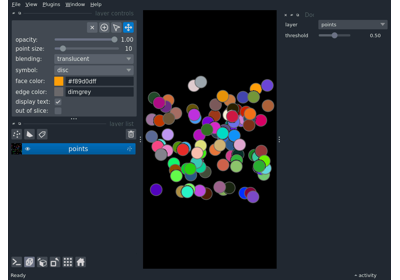 File View Plugins Window Help
layer controls
opacity: 1.00
point size: 10
blending: translucent
symbol: disc
face color: #f89d0dff
edge color: dimgrey
display text:
out of slice:
layer list
points
layer points
threshold 0.50
Ready
activity